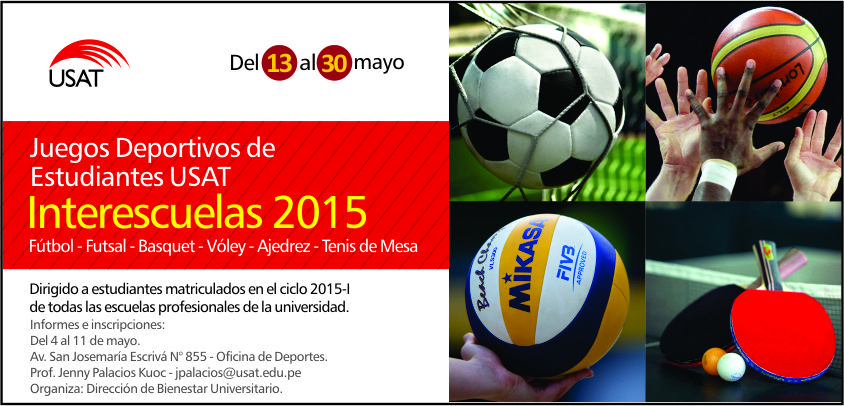 USAT
Del 13 al 30 mayo
Juegos Deportivos de
Estudiantes USAT
Interescuelas 2015
Fútbol - Futsal - Basquet - Vóley - Ajedrez - Tenis de Mesa
Dirigido a estudiantes matriculados en el ciclo 2015-I
de todas las escuelas profesionales de la universidad.
Informes e inscripciones:
Del 4 al 11 de mayo.
Av. San Josemaría Escrivá N° 855 - Oficina de Deportes.
Prof. Jenny Palacios Kuoc - jpalacios@usat.edu.pe
Organiza: Dirección de Bienestar Universitario.
MIKASA
FIVB
APPROVED